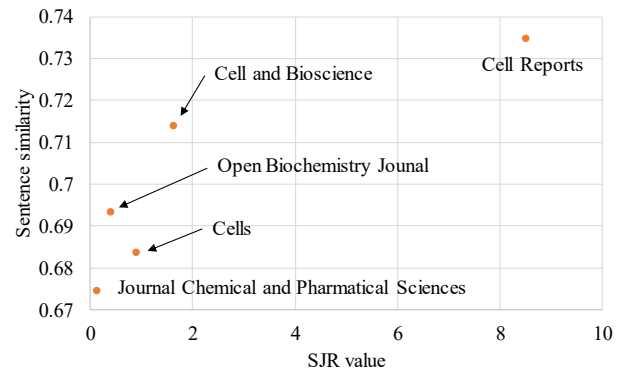 0.74
0.73
0.72
0.71
0.7
0.69
0.68
0.67
Sentence similarity
Cell Reports
Cell and Bioscience
Open Biochemistry Jounal
Cells
Journal Chemical and Pharmatical Sciences
0 2 4 6 8 10
SJR value